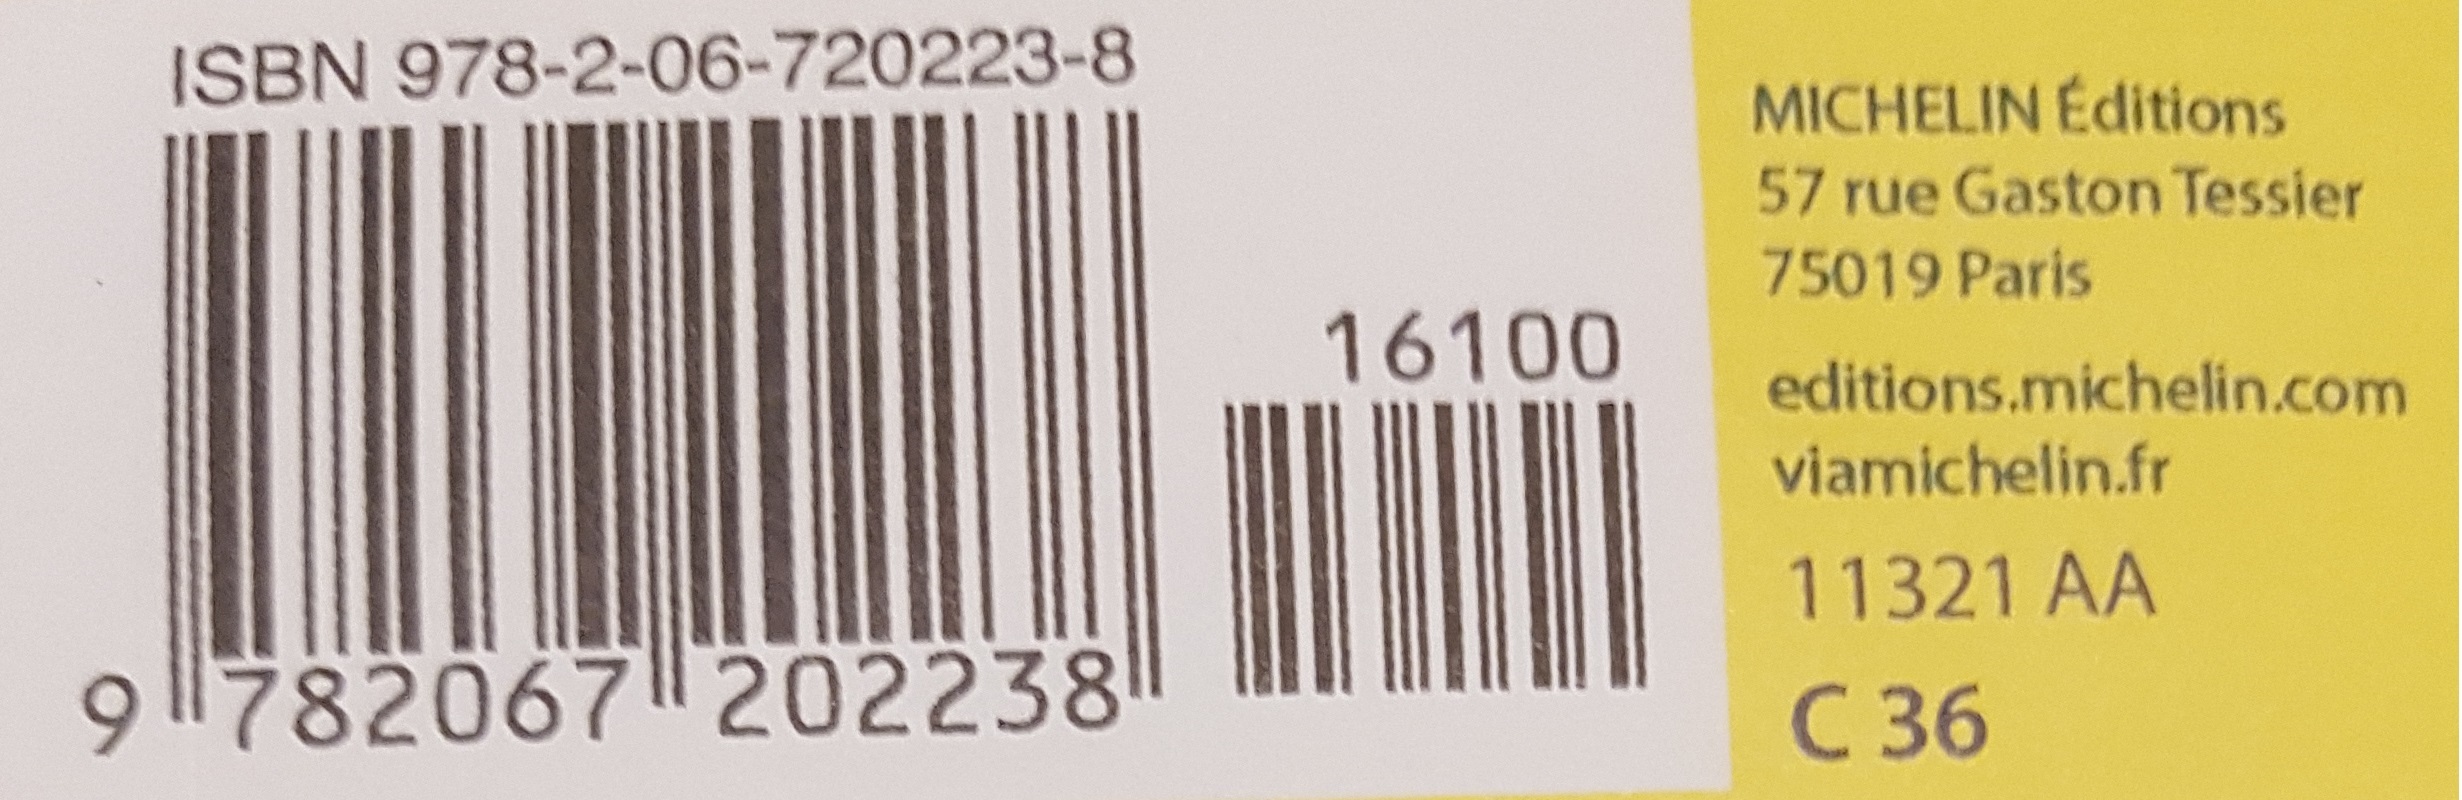 ISBN 978-2-06-720223-8
9 782067 202238
16100
MICHELIN Éditions
57 rue Gaston Tessier
75019 Paris
editions.michelin.com
viamichelin.fr
11321 AA
C 36